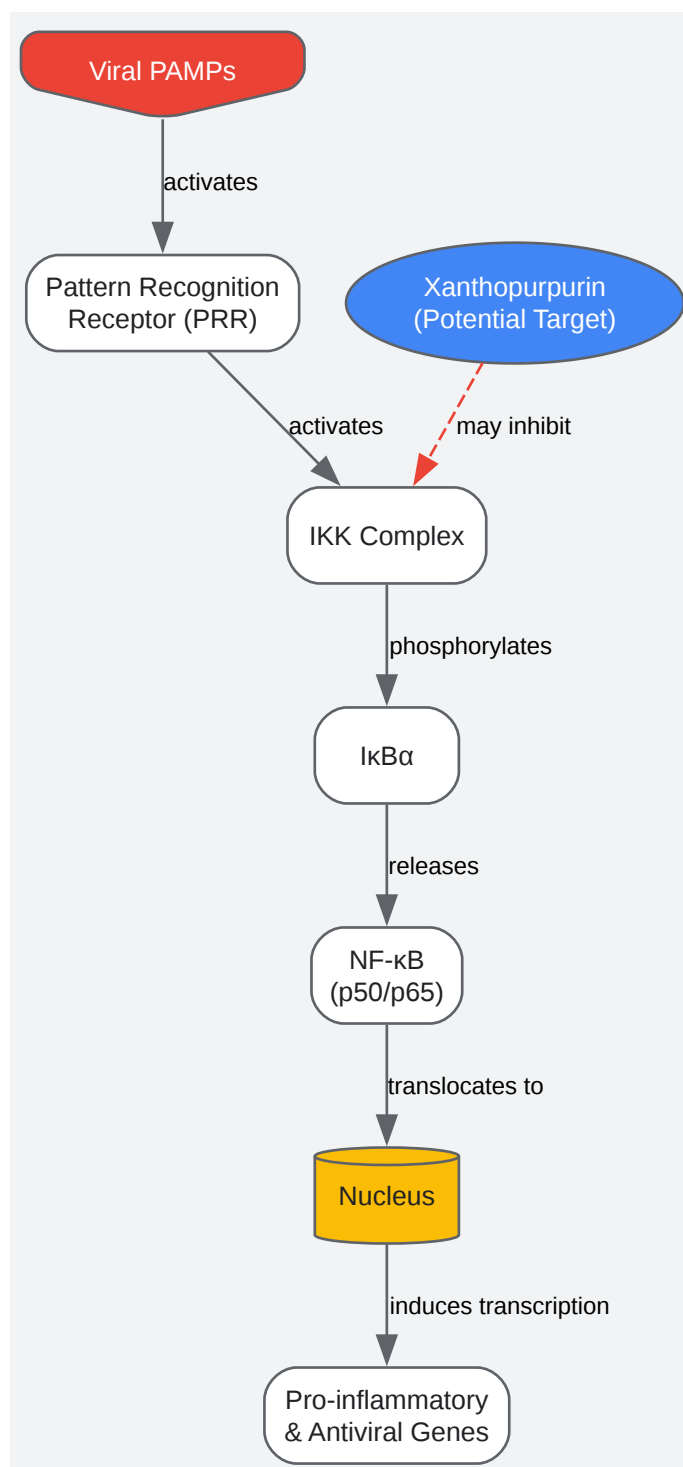 Viral PAMPs
activates
Pattern Recognition
Receptor (PRR)
Xanthopurpurin
(Potential Target)
activates
may inhibit
IKK Complex
phosphorylates
IκBα
releases
NF-κB
(p50/p65)
translocates to
Nucleus
induces transcription
Pro-inflammatory
& Antiviral Genes